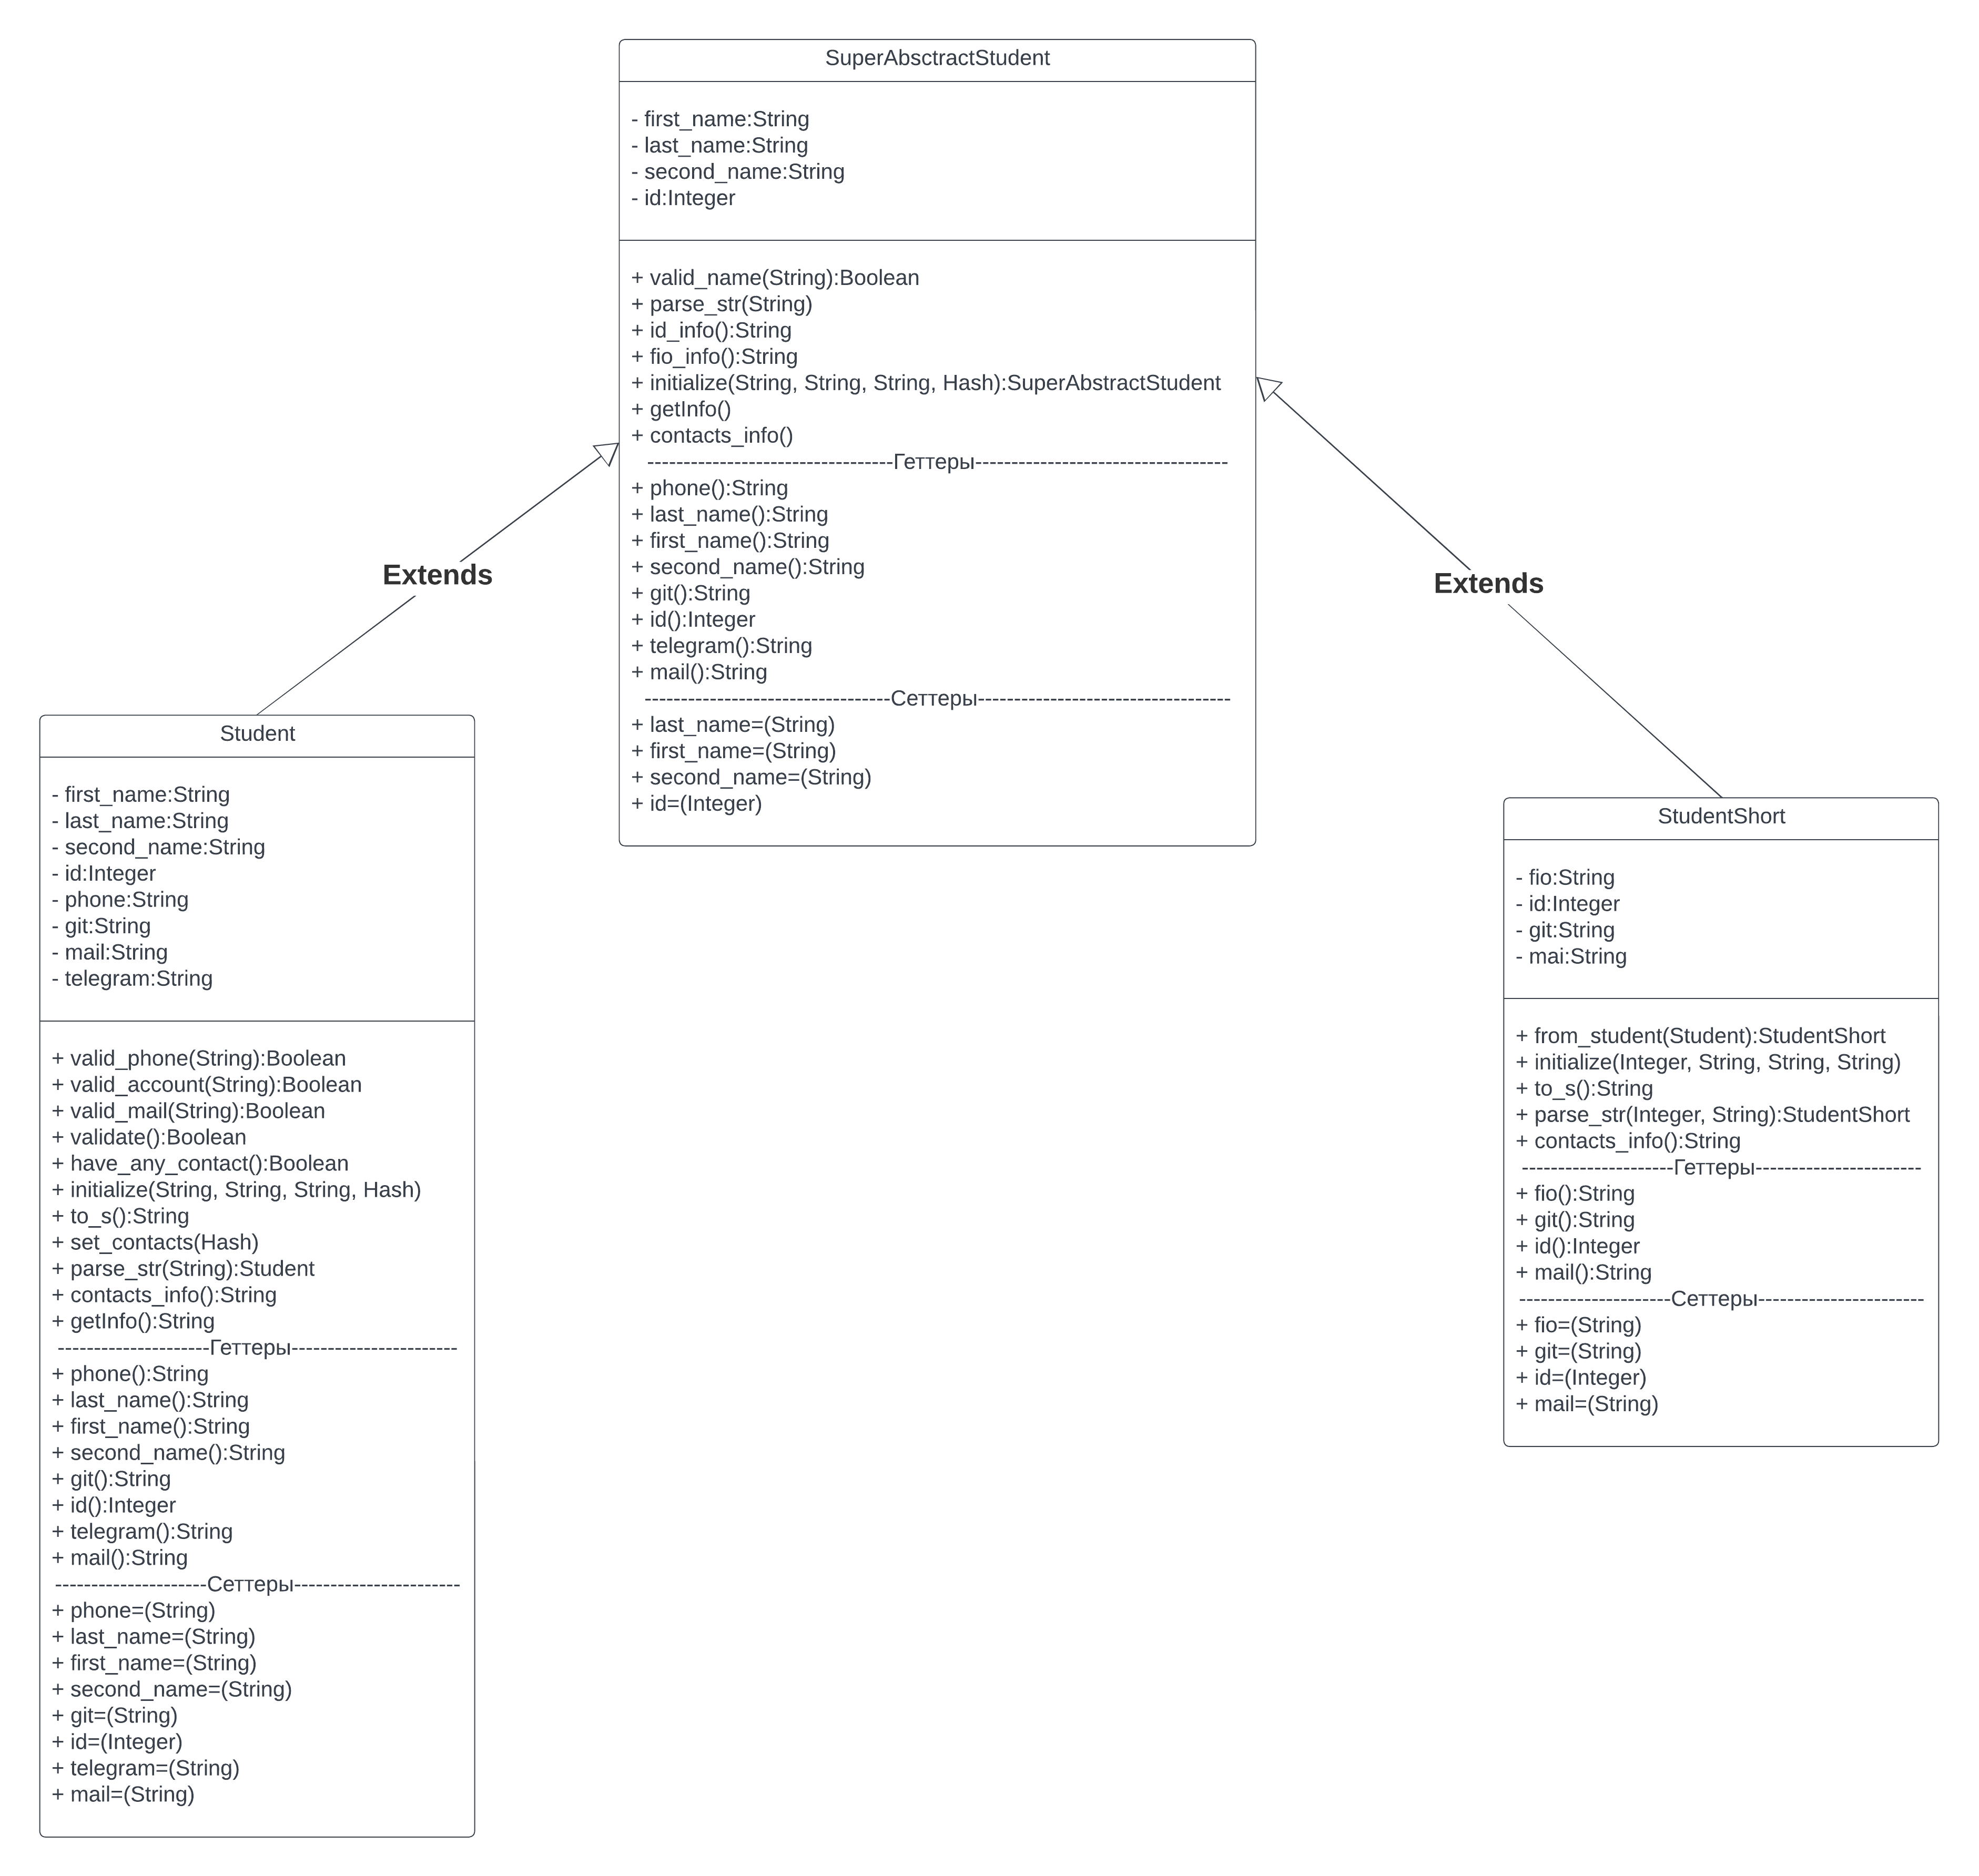 SuperAbsctractStudent
- first_name:String
- last_name:String
- second_name:String
- id:Integer
+ valid_name(String):Boolean
+ parse_str(String)
+ id_info():String
+ fio_info():String
+ initialize(String, String, String, Hash):SuperAbstractStudent
+ getInfo()
+ contacts_info()
----------------------------------Геттеры-----------------------------------
+ phone():String
+ last_name():String
+ first_name():String
+ second_name():String
+ git():String
+ id():Integer
+ telegram():String
+ mail():String
----------------------------------Сеттеры-----------------------------------
+ last_name=(String)
+ first_name=(String)
+ second_name=(String)
+ id=(Integer)
Extends
Extends
Student
- first_name:String
- last_name:String
- second_name:String
- id:Integer
- phone:String
- git:String
- mail:String
- telegram:String
+ valid_phone(String):Boolean
+ valid_account(String):Boolean
+ valid_mail(String):Boolean
+ validate():Boolean
+ have_any_contact():Boolean
+ initialize(String, String, String, Hash)
+ to_s():String
+ set_contacts(Hash)
+ parse_str(String):Student
+ contacts_info():String
+ getInfo():String
---------------------Геттеры-----------------------
+ phone():String
+ last_name():String
+ first_name():String
+ second_name():String
+ git():String
+ id():Integer
+ telegram():String
+ mail():String
---------------------Сеттеры-----------------------
+ phone=(String)
+ last_name=(String)
+ first_name=(String)
+ second_name=(String)
+ git=(String)
+ id=(Integer)
+ telegram=(String)
+ mail=(String)
StudentShort
- fio:String
- id:Integer
- git:String
- mai:String
+ from_student(Student):StudentShort
+ initialize(Integer, String, String, String)
+ to_s():String
+ parse_str(Integer, String):StudentShort
+ contacts_info():String
---------------------Геттеры-----------------------
+ fio():String
+ git():String
+ id():Integer
+ mail():String
---------------------Сеттеры-----------------------
+ fio=(String)
+ git=(String)
+ id=(Integer)
+ mail=(String)